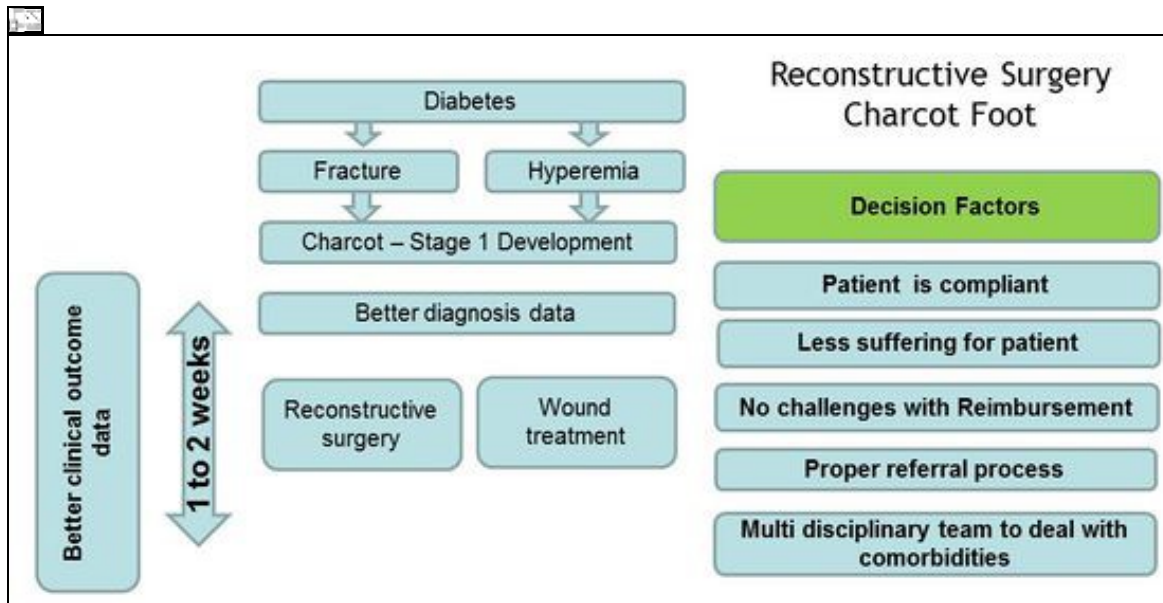 Reconstructive Surgery
Charcot Foot
Diabetes
Fracture
Hyperemia
Charcot – Stage 1 Development
Better diagnosis data
Reconstructive
surgery
Wound
treatment
Better clinical outcome
data
1 to 2 weeks
Decision Factors
Patient is compliant
Less suffering for patient
No challenges with Reimbursement
Proper referral process
Multi disciplinary team to deal with
comorbidities